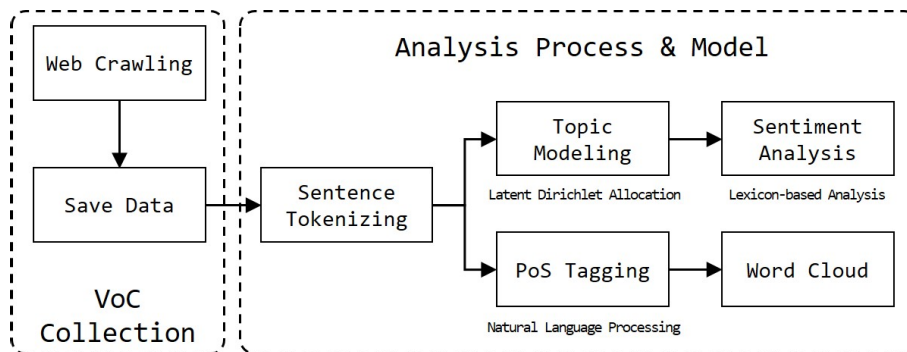 Web Crawling
Save Data
VoC
Collection
Analysis Process & Model
Sentence
Tokenizing
Topic
Modeling
Latent Dirichlet Allocation
Sentiment
Analysis
Lexicon-based Analysis
PoS Tagging
Natural Language Processing
Word Cloud